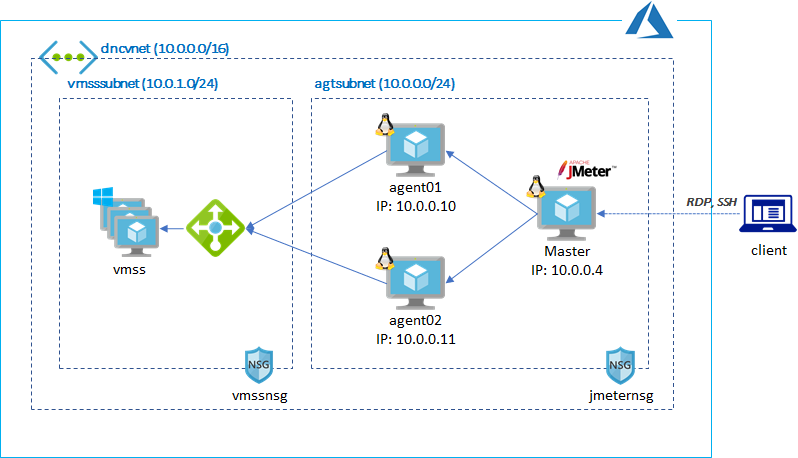 dncvnet (10.0.0.0/16)
vmsssubnet (10.0.1.0/24)
agtsubnet (10.0.0.0/24)
agent01
IP: 10.0.0.10
APACHE
JMeter™
RDP, SSH
vmss
Master
IP: 10.0.0.4
client
agent02
IP: 10.0.0.11
NSG
vmssnsg
NSG
jmeternsg